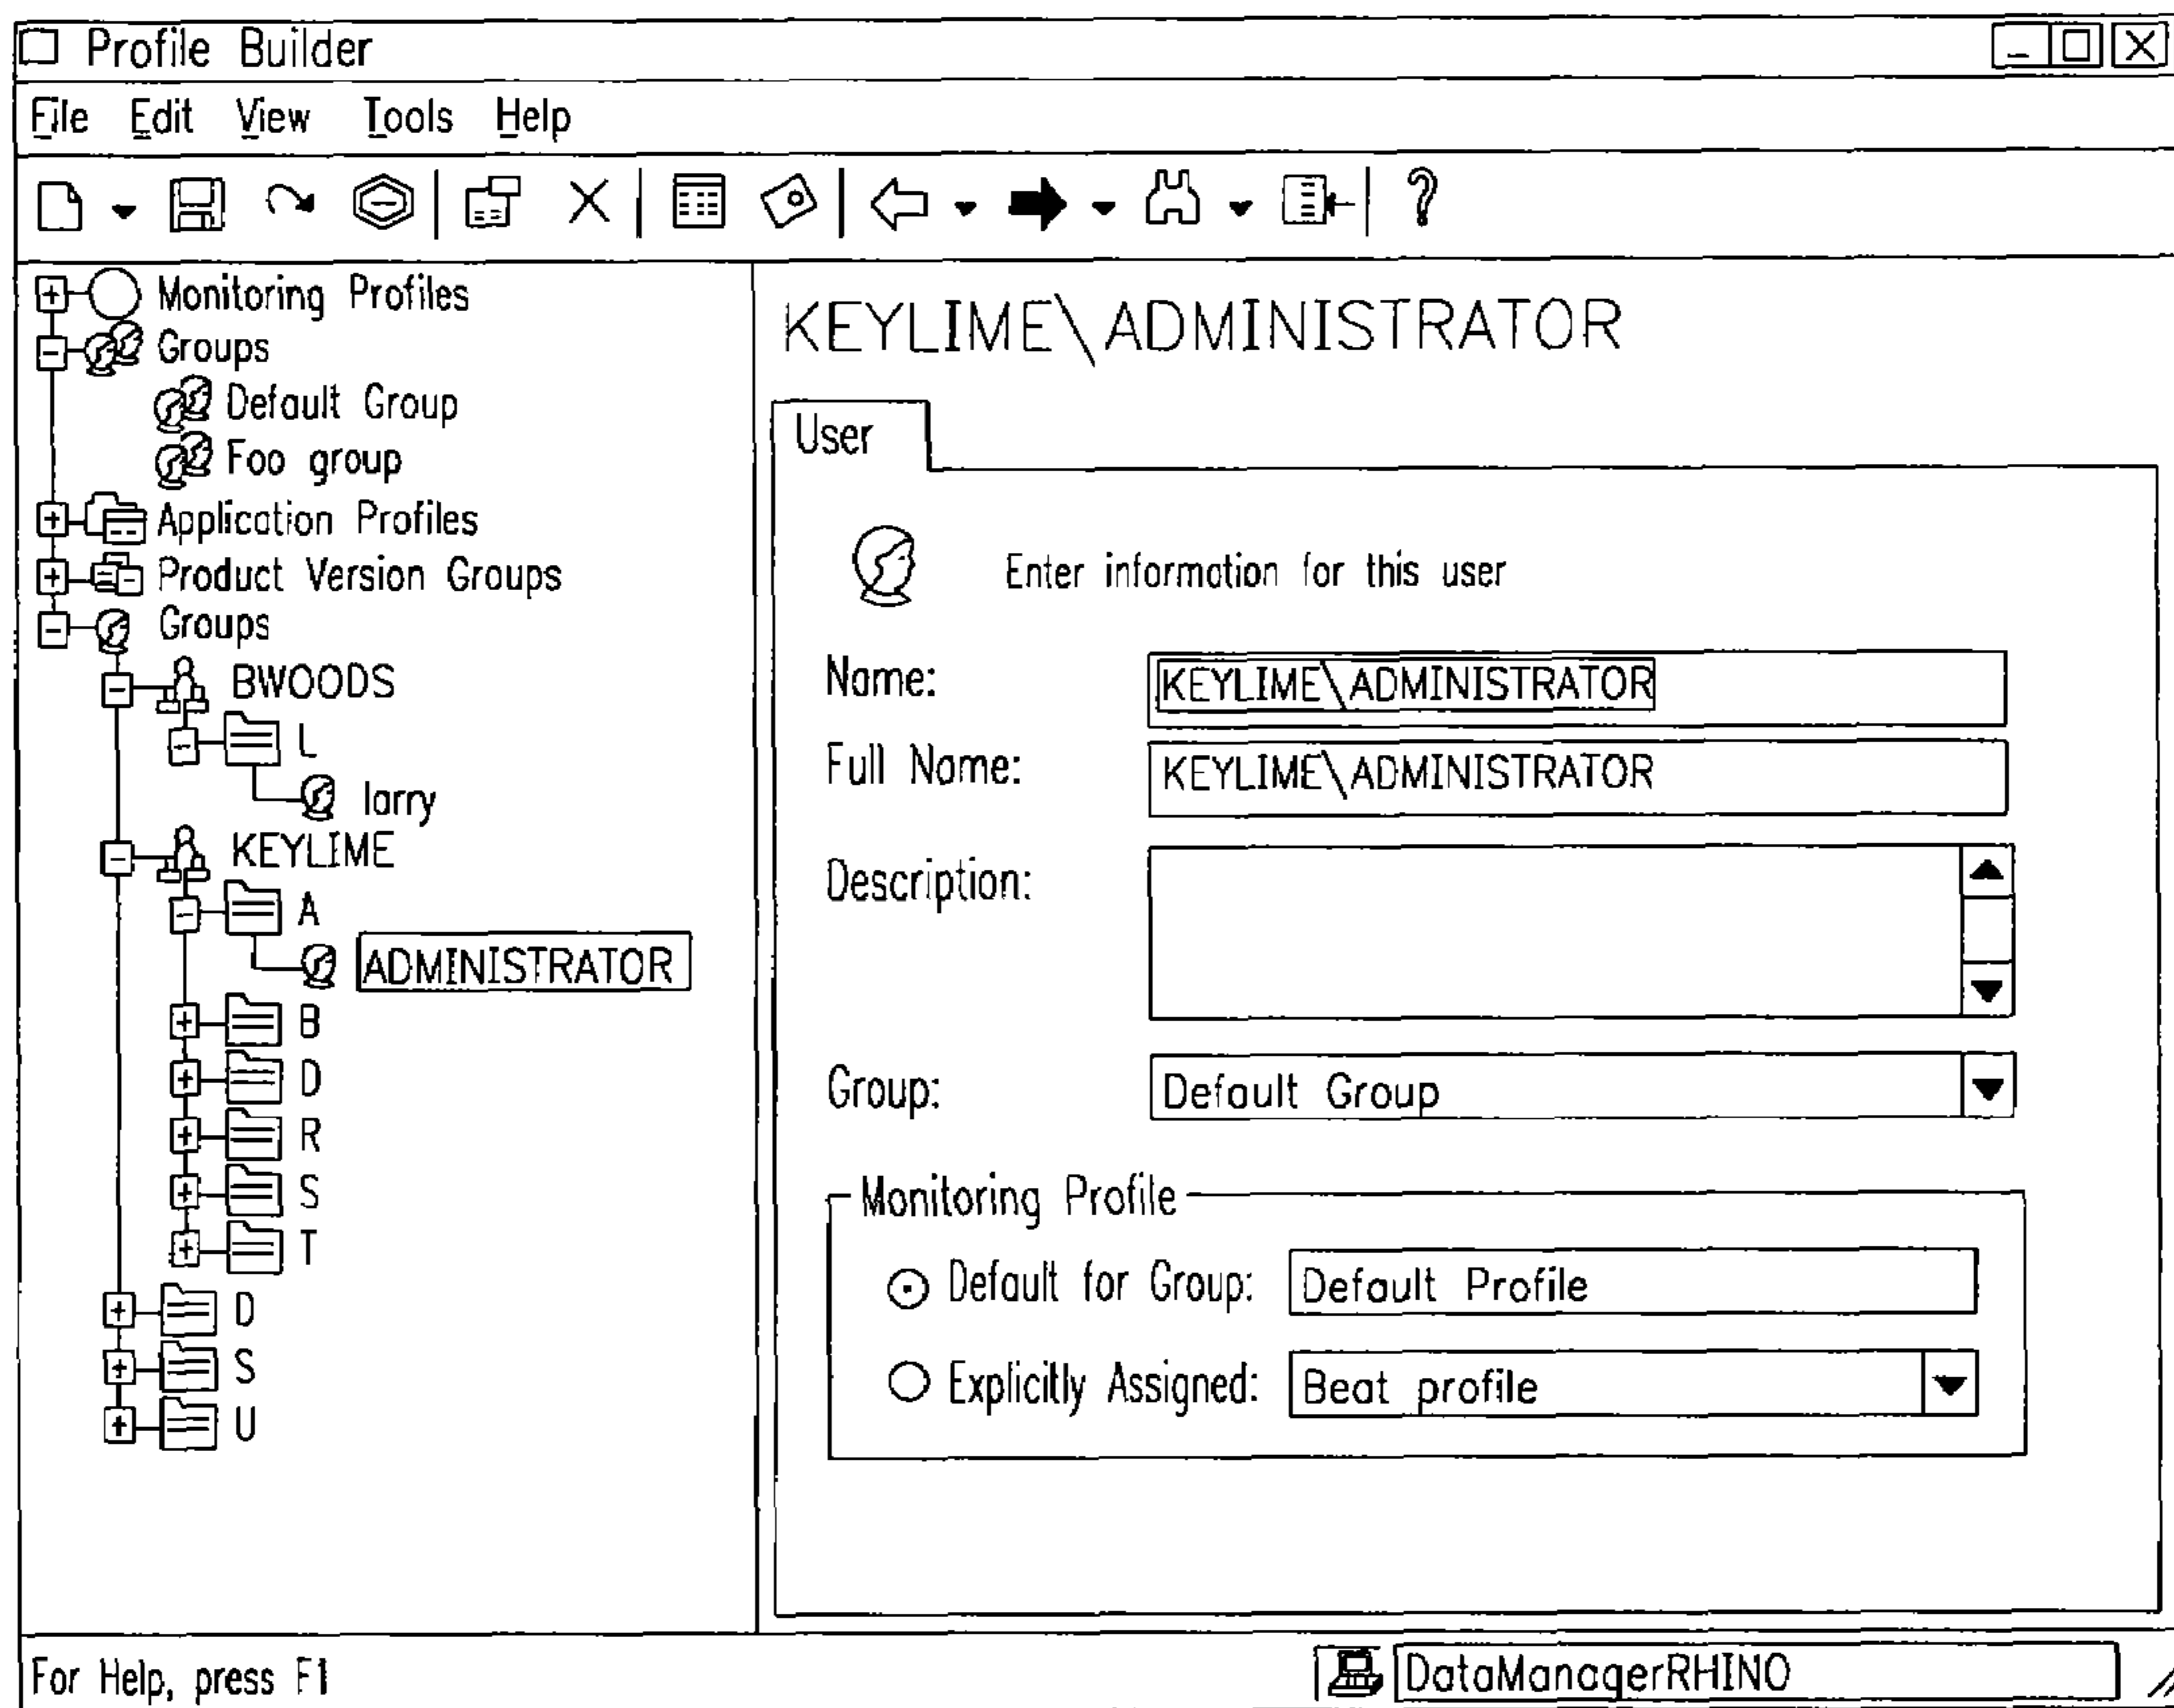 Profile Builder
File Edit View Tools Help
Monitoring Profiles
Groups
Default Group
Foo group
Application Profiles
Product Version Groups
Groups
BWOODS
L
larry
KEYLIME
A
ADMINISTRATOR
B
D
R
S
T
D
S
U
KEYLIME\ADMINISTRATOR
User
Enter information for this user
Name: KEYLIME\ADMINISTRATOR
Full Name: KEYLIME\ADMINISTRATOR
Description:
Group: Default Group
Monitoring Profile
Default for Group: Default Profile
Explicitly Assigned: Beat profile
For Help, press F1
DataManagerRHINO